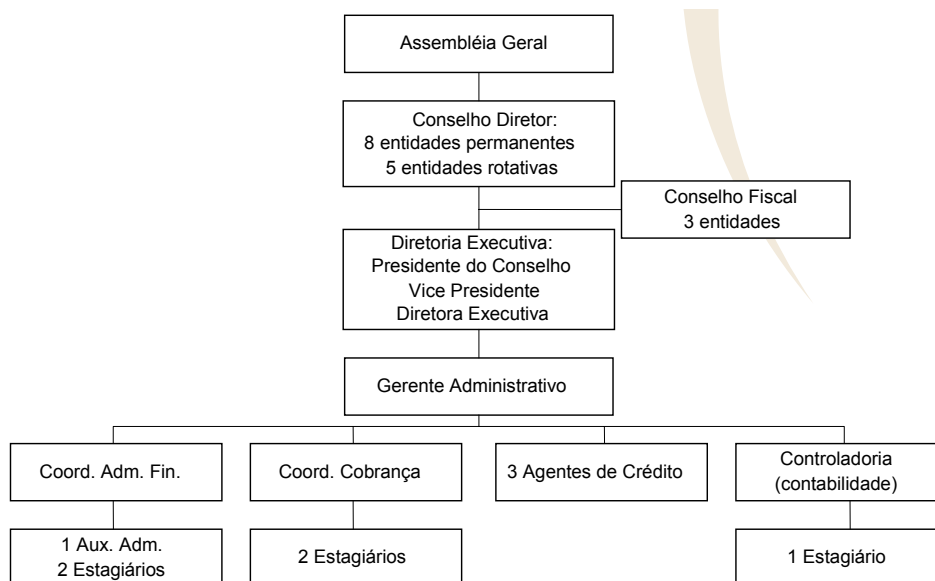 Assembléia Geral
Conselho Diretor:
8 entidades permanentes
5 entidades rotativas
Conselho Fiscal
3 entidades
Diretoria Executiva:
Presidente do Conselho
Vice Presidente
Diretora Executiva
Gerente Administrativo
Coord. Adm. Fin.
Coord. Cobrança
3 Agentes de Crédito
Controladoria
(contabilidade)
1 Aux. Adm.
2 Estagiários
2 Estagiários
1 Estagiário